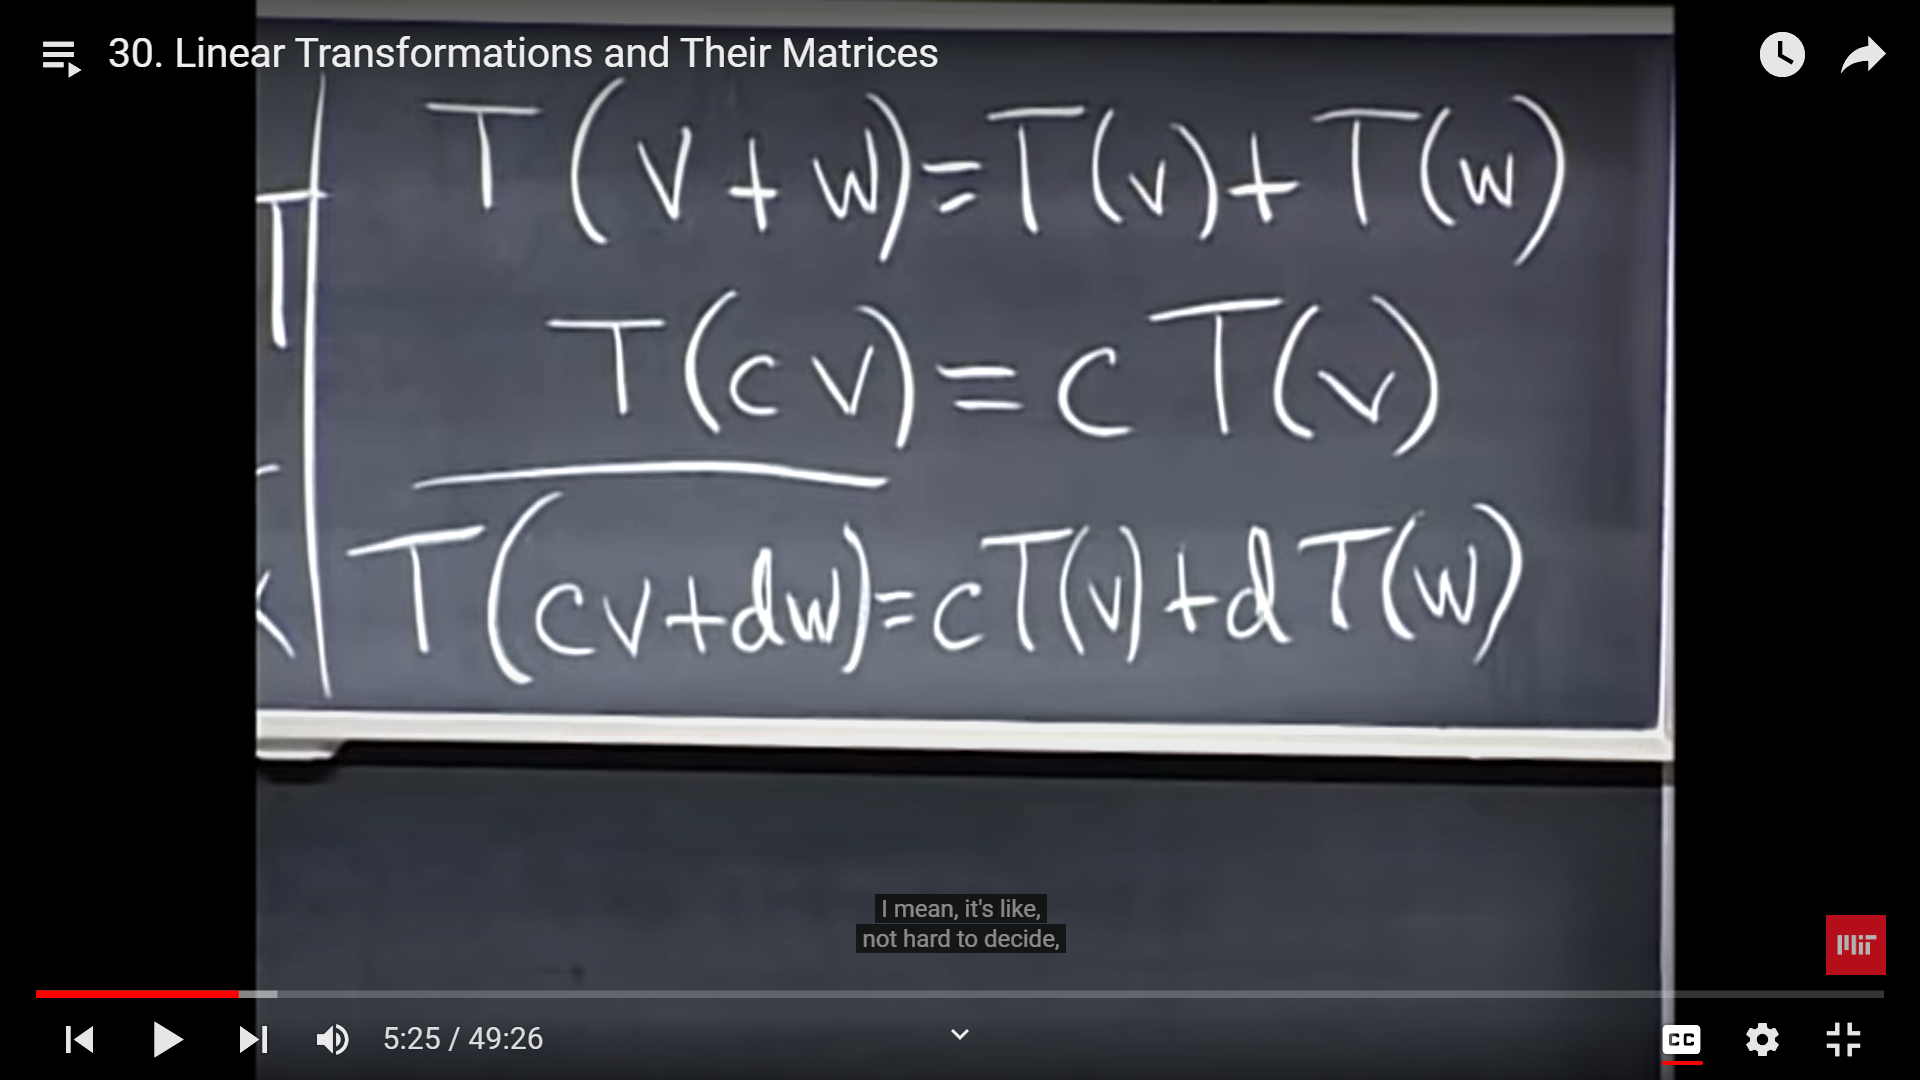 30. Linear Transformations and Their Matrices
T(v+w)=T(v)+T(w)
T
T(cv)=cT(v)
T(cv+dw)=cT(v)+dT(w)
I mean, it's like,
not hard to decide,
MIT
5:25 / 49:26
CC